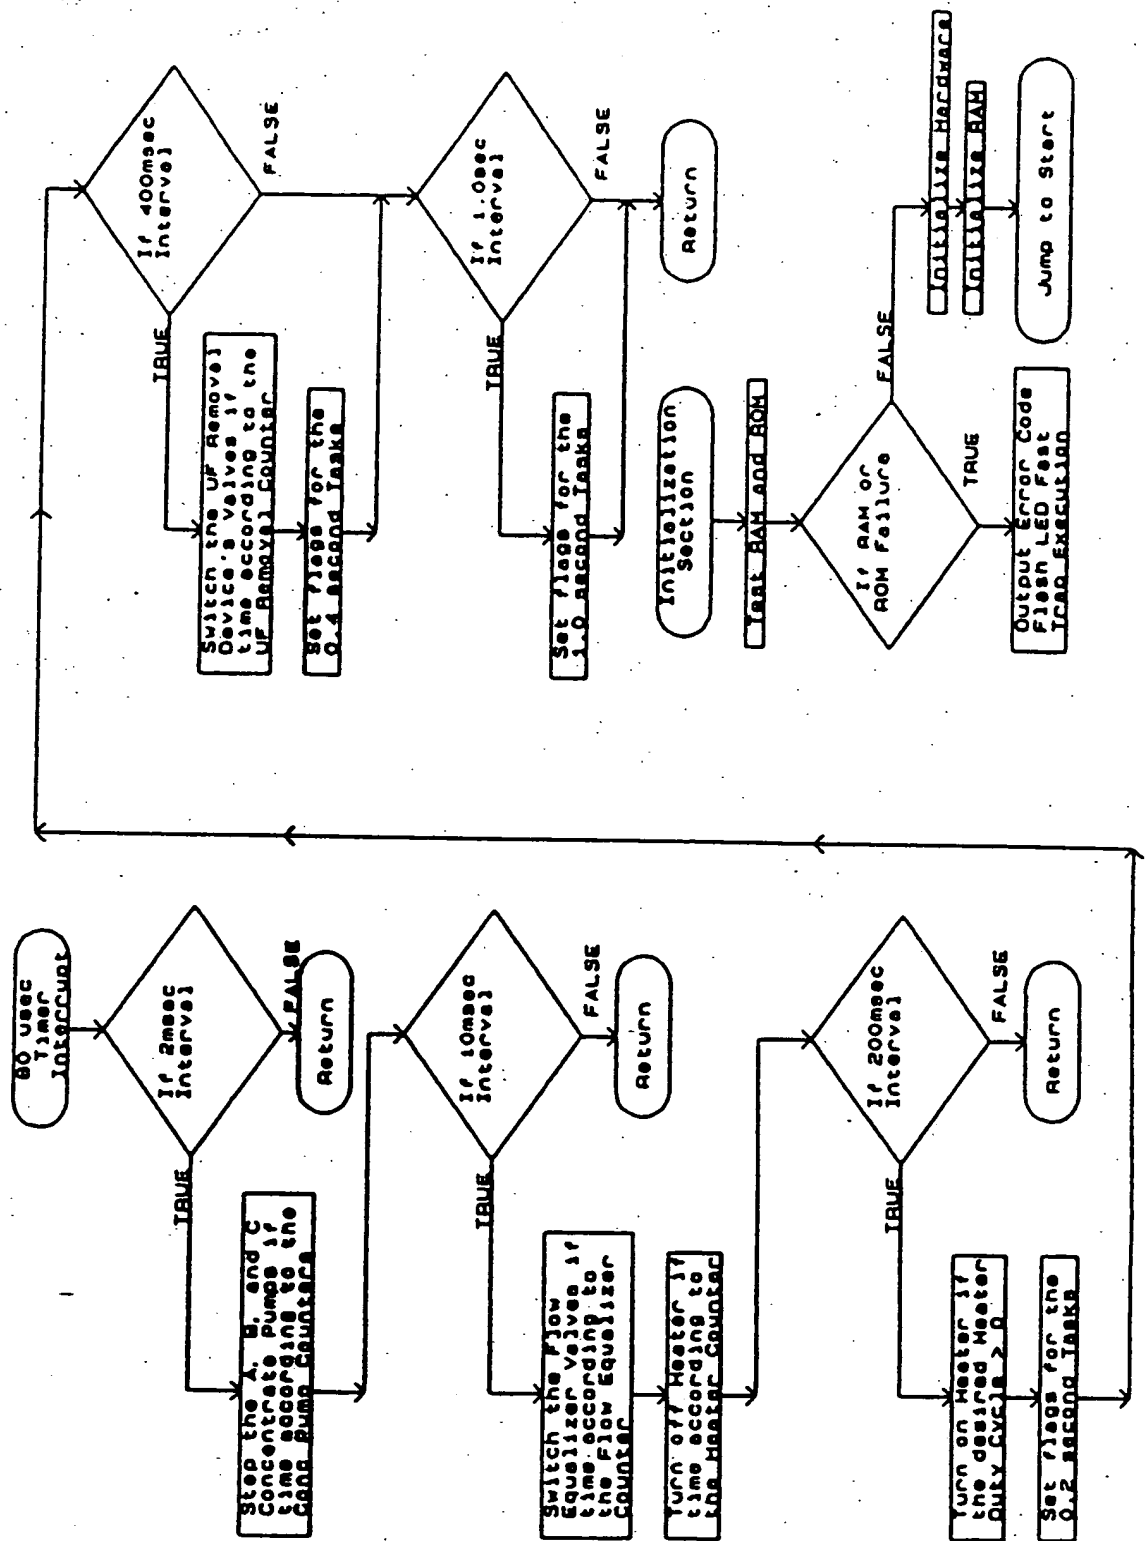 80 usec
Timer
Interrupt
If 2msec
Interval
TRUE
FALSE
Return
Step the A, B, and C
Concentrate Pumps if
time according to the
Conc Pump Counters
If 10msec
Interval
TRUE
FALSE
Return
Switch the Flow
Equalizer Valves if
time according to
the Flow Equalizer
Counter
Turn off Heater if
time according to
the Heater Counter
If 200msec
Interval
TRUE
FALSE
Return
Turn on Heater if
the desired Heater
Duty Cycle > 0
Set flags for the
0.2 second Tasks
If 400msec
Interval
TRUE
FALSE
Switch the UF Removal
Device's Valves if
time according to the
UF Removal Counter
Set flags for the
0.4 second Tasks
If 1.0sec
Interval
TRUE
FALSE
Set flags for the
1.0 second Tasks
Return
Initialization
Section
Test RAM and ROM
If RAM or
ROM Failure
TRUE
FALSE
Output Error Code
Flash LED Fast
Trap Execution
Initialize Hardware
Initialize RAM
Jump to Start